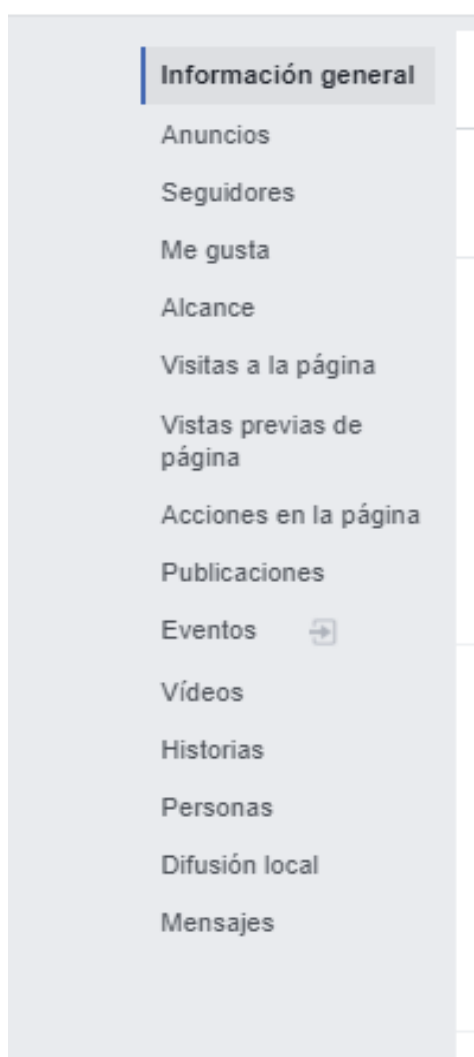 Información general
Anuncios
Seguidores
Me gusta
Alcance
Visitas a la página
Vistas previas de
página
Acciones en la página
Publicaciones
Eventos
Vídeos
Historias
Personas
Difusión local
Mensajes